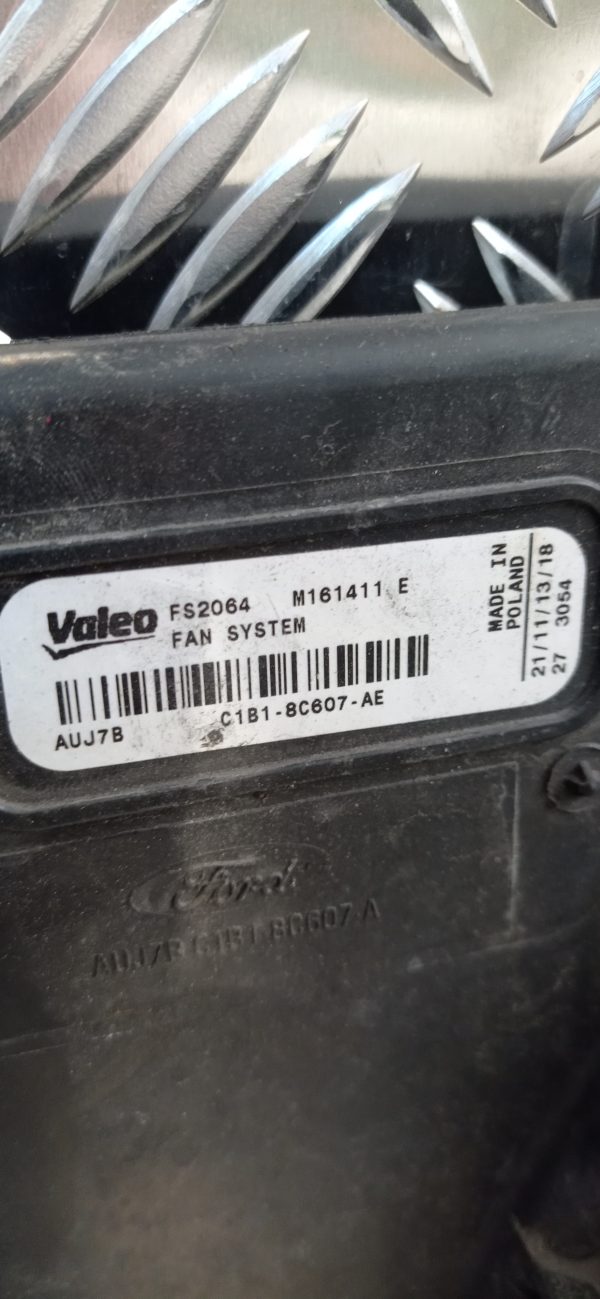 Valeo FS2064 M161411 E
FAN SYSTEM
AUJ7B C1B1-8C607-AE
MADE IN
POLAND
21/11/13/18
27 3054
Ford
AUJ7B C1B1-8C607-A